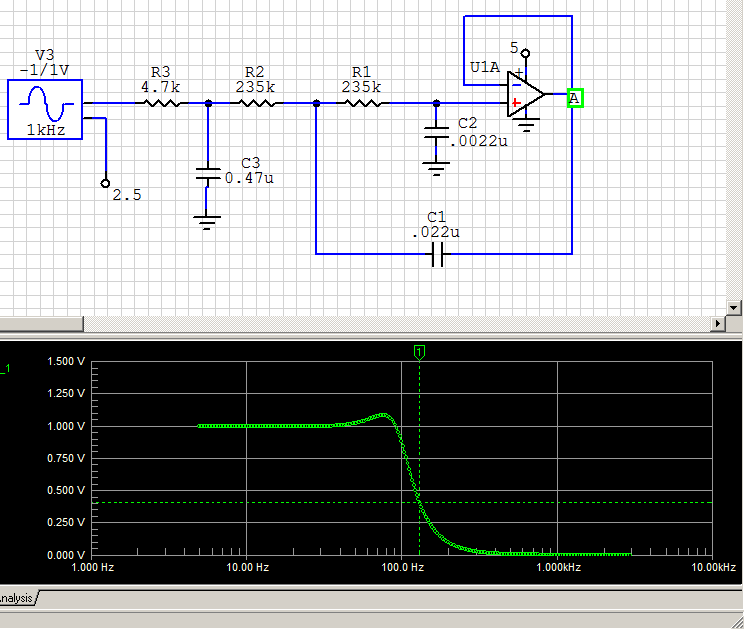 V3
-1/1V
1kHz
2.5
R3
4.7k
R2
235k
R1
235k
C3
0.47u
C2
.0022u
C1
.022u
5
U1A
+
-
+
A
_1
1
1.500 V
1.250 V
1.000 V
0.750 V
0.500 V
0.250 V
0.000 V
1.000 Hz 10.00 Hz 100.0 Hz 1.000kHz 10.00kHz
nalysis